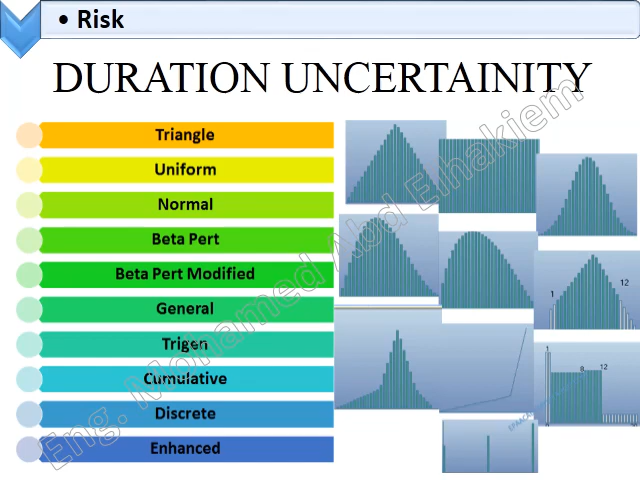 • Risk
DURATION UNCERTAINITY
Triangle
Uniform
Normal
Beta Pert
Beta Pert Modified
General
Trigen
Cumulative
Discrete
Enhanced
1
12
1
8
12
Eng. Mohamed Abd Elhakiem